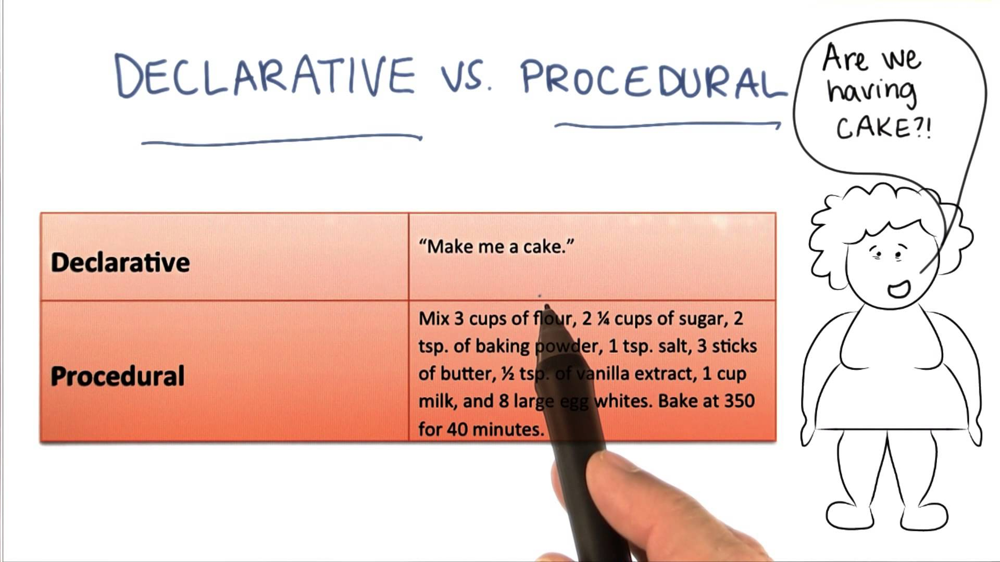 DECLARATIVE VS. PROCEDURAL
Are we
having
CAKE?!
Declarative
“Make me a cake.”
Procedural
Mix 3 cups of flour, 2 ¼ cups of sugar, 2
tsp. of baking powder, 1 tsp. salt, 3 sticks
of butter, ½ tsp. of vanilla extract, 1 cup
milk, and 8 large egg whites. Bake at 350
for 40 minutes.